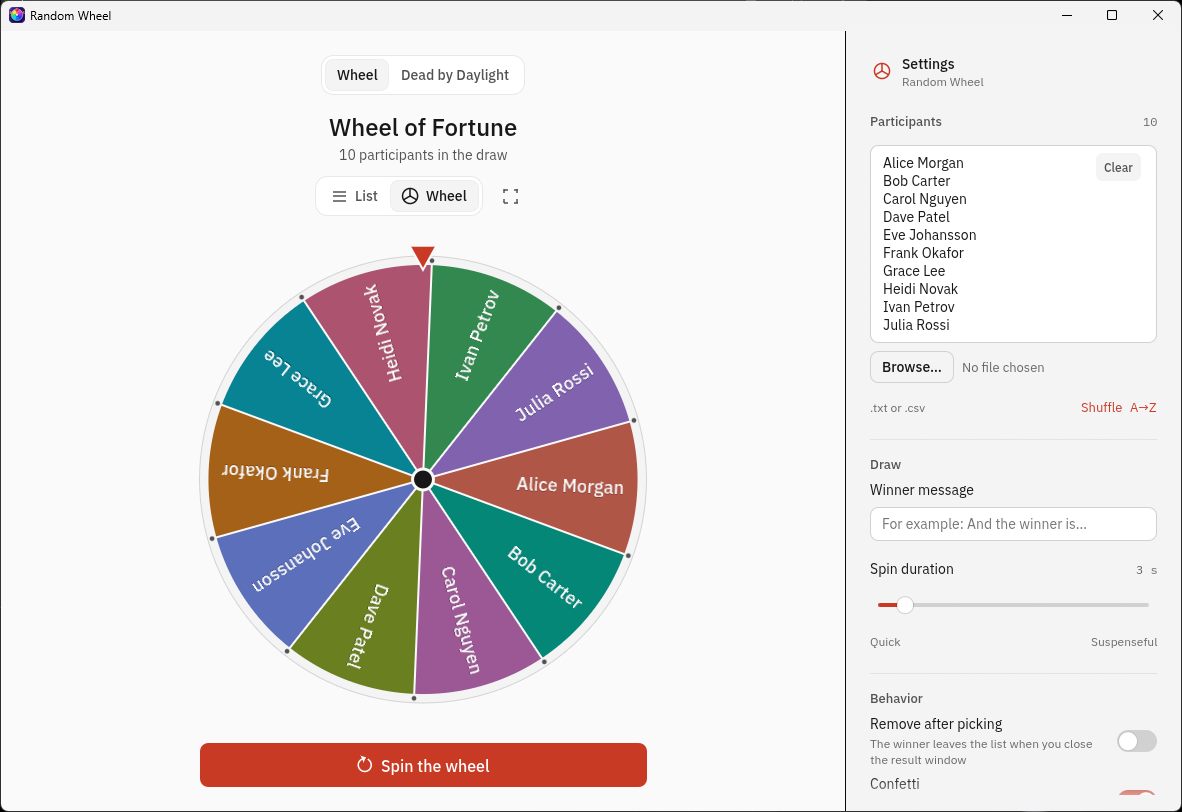 Random Wheel
Wheel
Dead by Daylight
Wheel of Fortune
10 participants in the draw
List
Wheel
Heidi Novak
Ivan Petrov
Julia Rossi
Alice Morgan
Bob Carter
Carol Nguyen
Dave Patel
Eve Johansson
Frank Okafor
Grace Lee
Spin the wheel
Settings
Random Wheel
Participants 10
Alice Morgan
Bob Carter
Carol Nguyen
Dave Patel
Eve Johansson
Frank Okafor
Grace Lee
Heidi Novak
Ivan Petrov
Julia Rossi
Clear
Browse... No file chosen
.txt or .csv Shuffle A→Z
Draw
Winner message
For example: And the winner is...
Spin duration 3 s
Quick Suspenseful
Behavior
Remove after picking
The winner leaves the list when you close
the result window
Confetti